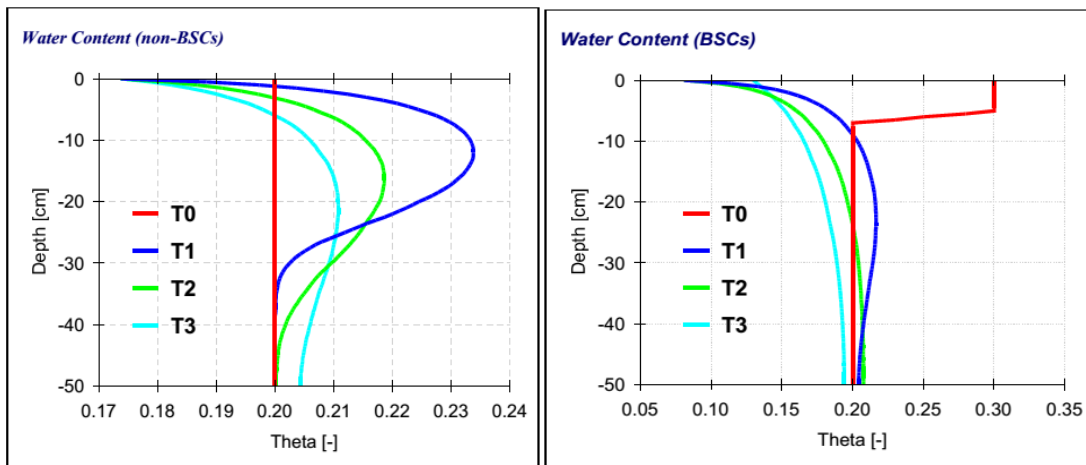 Water Content (non-BSCs)
0
-10
-20
-30
-40
-50
Depth [cm]
T0
T1
T2
T3
0.17 0.18 0.19 0.20 0.21 0.22 0.23 0.24
Theta [-]
Water Content (BSCs)
0
-10
-20
-30
-40
-50
Depth [cm]
T0
T1
T2
T3
0.05 0.10 0.15 0.20 0.25 0.30 0.35
Theta [-]